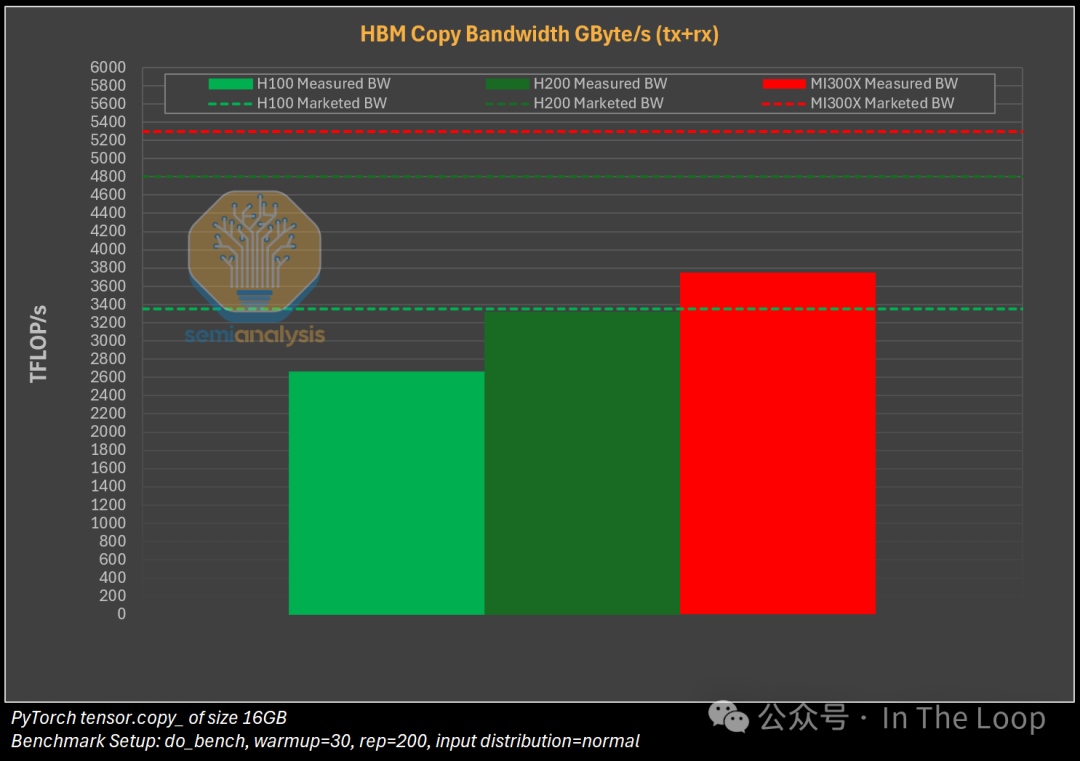 HBM Copy Bandwidth GByte/s (tx+rx)
H100 Measured BW
H200 Measured BW
MI300X Measured BW
H100 Marketed BW
H200 Marketed BW
MI300X Marketed BW
6000
5800
5600
5400
5200
5000
4800
4600
4400
4200
4000
3800
3600
3400
3200
3000
2800
2600
2400
2200
2000
1800
1600
1400
1200
1000
800
600
400
200
0
TFLOP/s
semianalysis
PyTorch tensor.copy_ of size 16GB
Benchmark Setup: do_bench, warmup=30, rep=200, input distribution=normal
公众号 · In The Loop